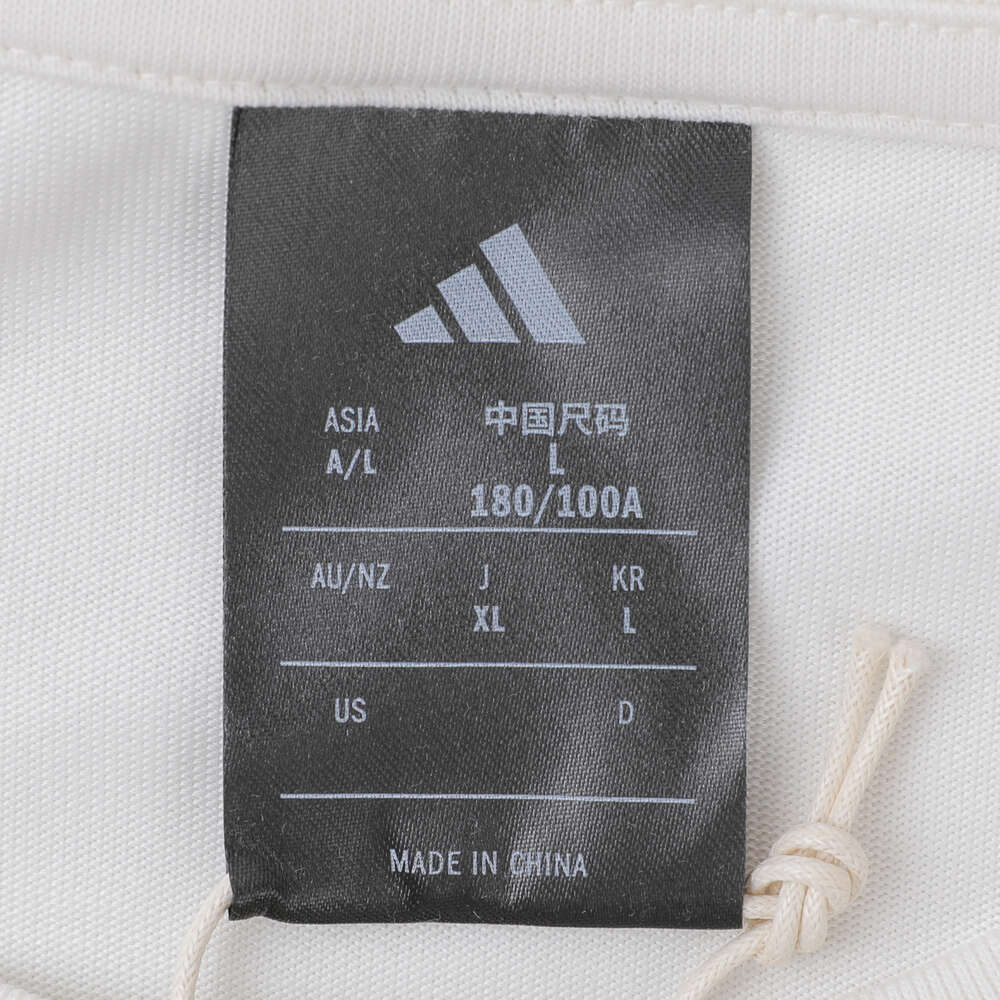 ASIA 中国尺码
A/L L
180/100A
AU/NZ J KR
XL L
US D
MADE IN CHINA